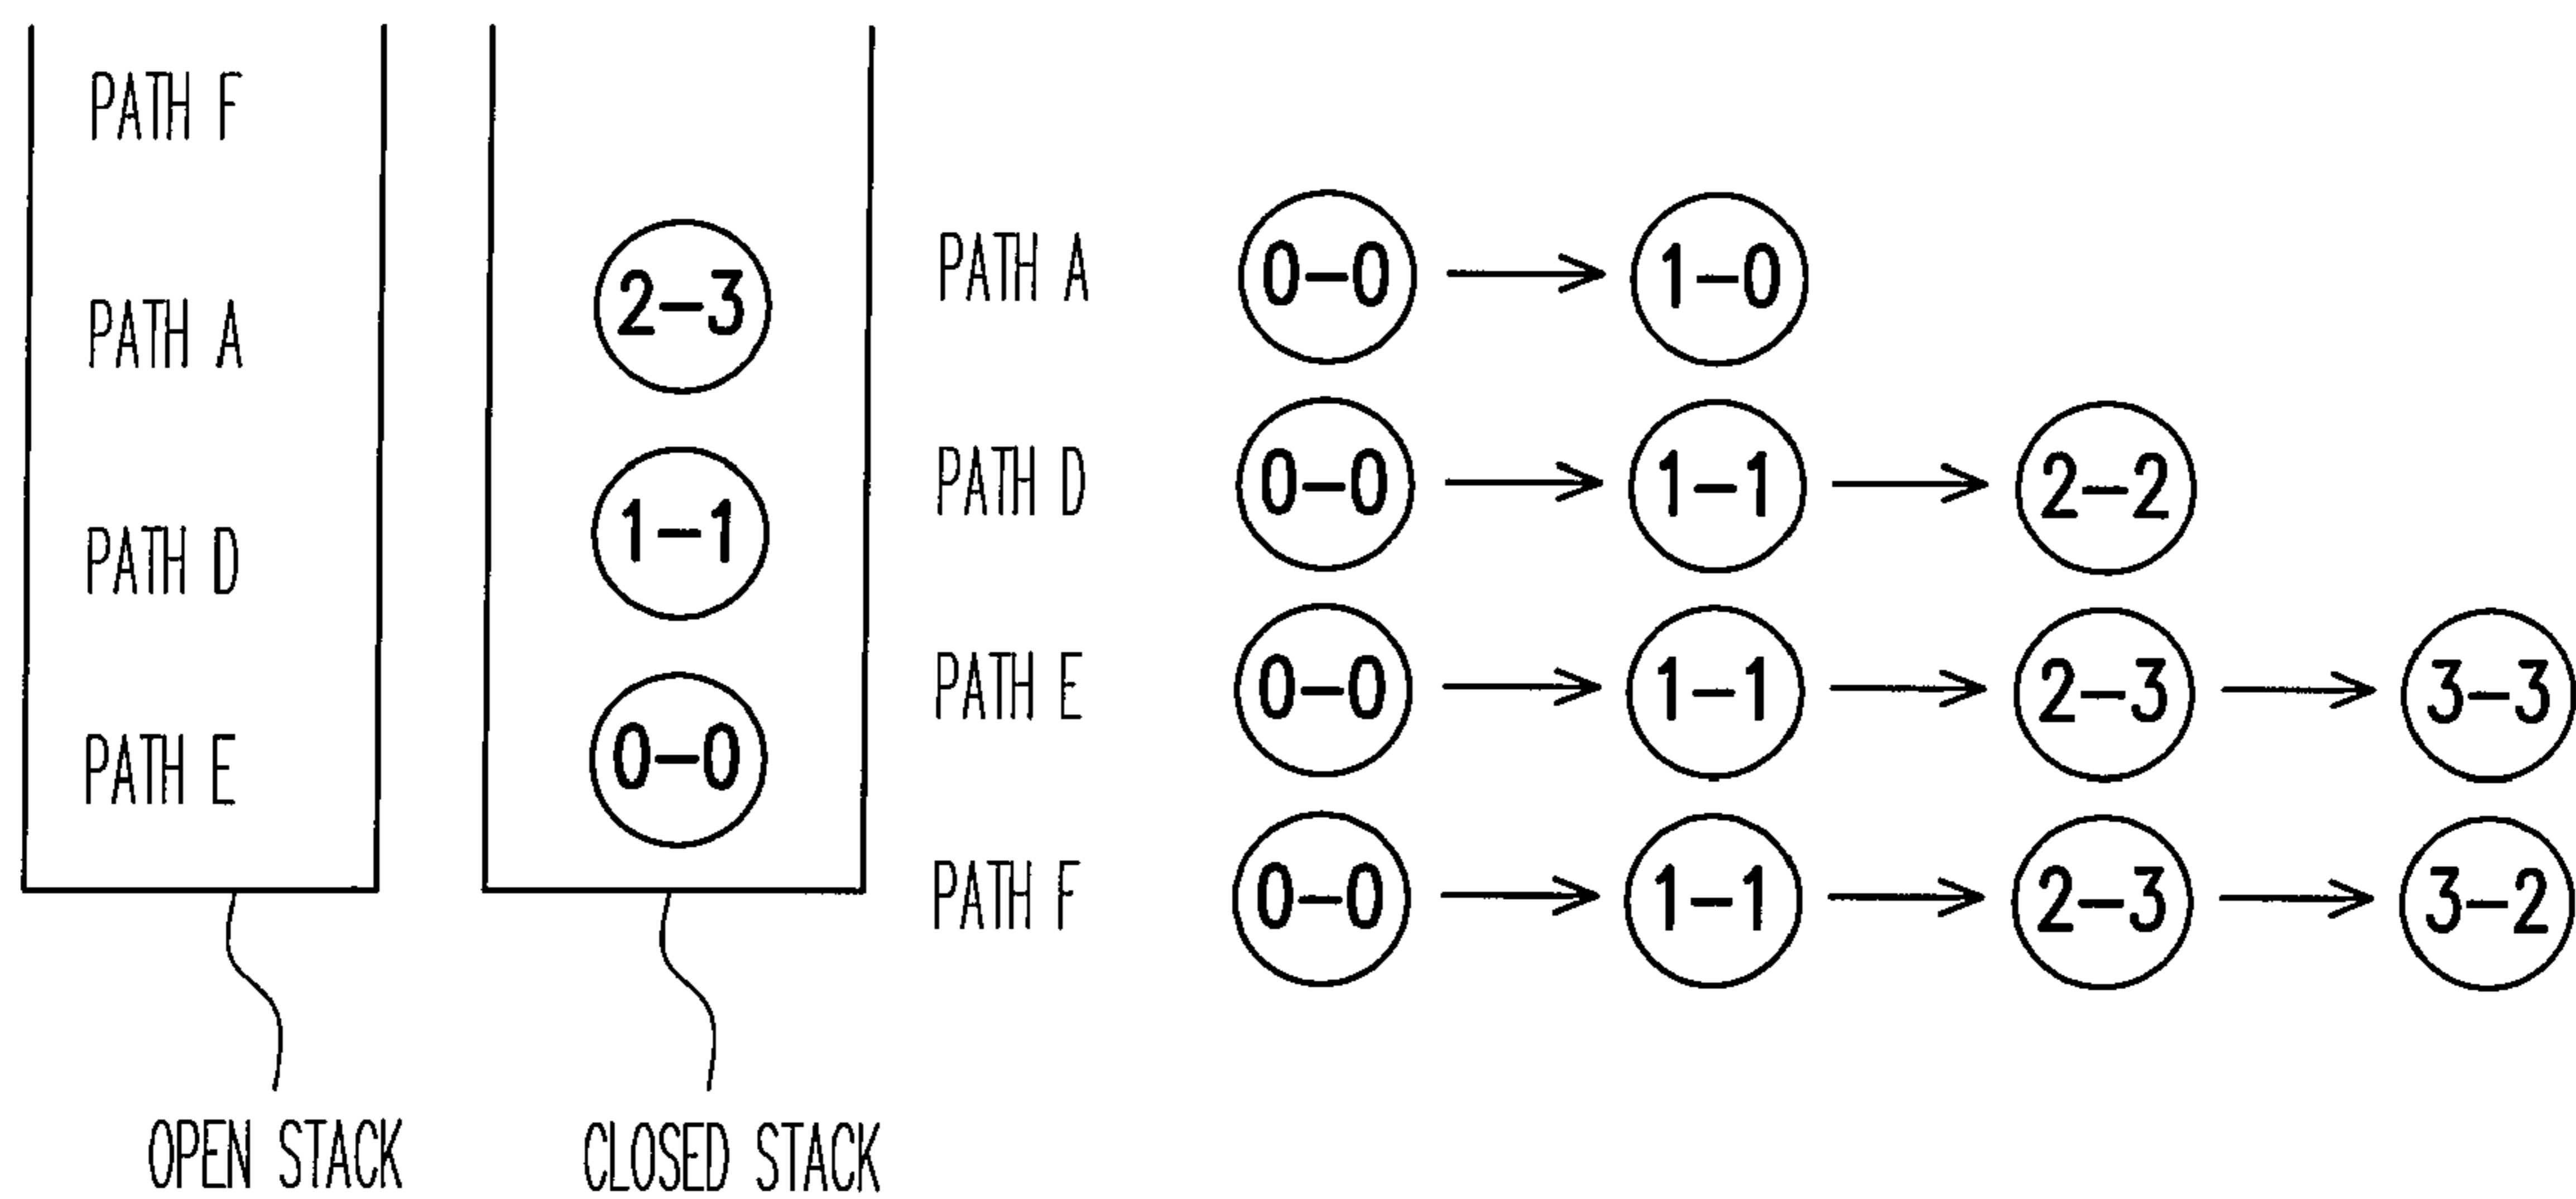 PATH F
PATH A
PATH D
PATH E
OPEN STACK
2-3
1-1
0-0
CLOSED STACK
PATH A 0-0 1-0
PATH D 0-0 1-1 2-2
PATH E 0-0 1-1 2-3 3-3
PATH F 0-0 1-1 2-3 3-2